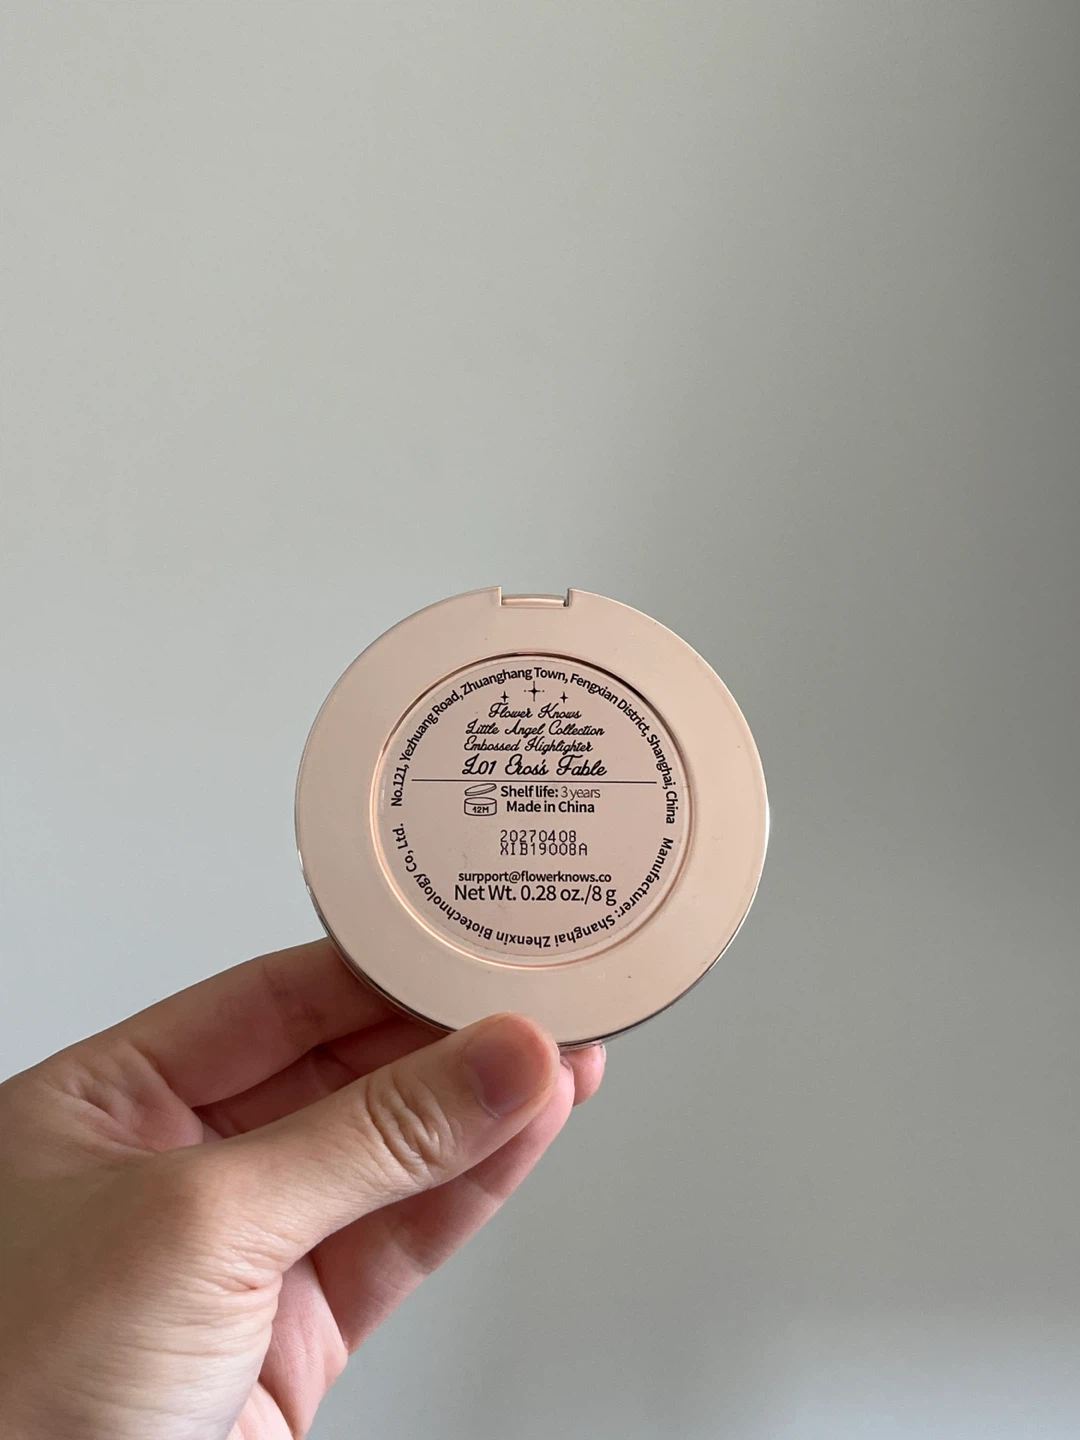 No.121, Yezhuang Road, Zhuanghang Town, Fengxian District, Shanghai, China
Flower Knows
Little Angel Collection
Embossed Highlighter
L01 Eros's Fable
12M
Shelf life: 3 years
Made in China
20270408
XIB19008A
surpport@flowerknows.co
Net Wt. 0.28 oz./8 g
Manufacturer: Shanghai Zhenxin Biotechnology Co., Ltd.